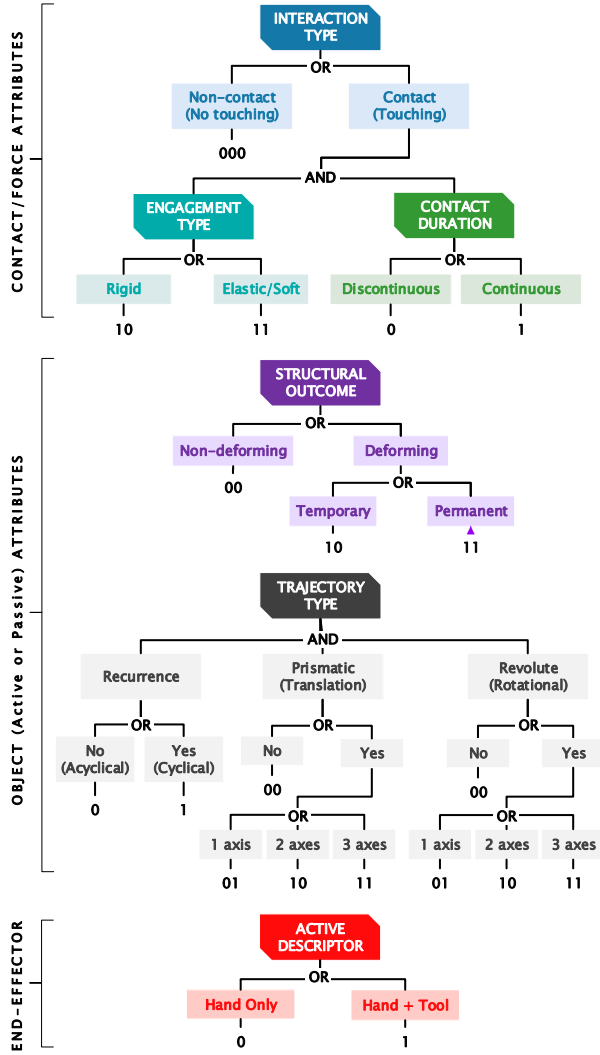 CONTACT/FORCE ATTRIBUTES
INTERACTION
TYPE
OR
Non-contact
(No touching)
Contact
(Touching)
000
AND
ENGAGEMENT
TYPE
CONTACT
DURATION
OR
OR
Rigid
Elastic/Soft
Discontinuous
Continuous
10
11
0
1
OBJECT (Active or Passive) ATTRIBUTES
STRUCTURAL
OUTCOME
OR
Non-deforming
Deforming
00
OR
Temporary
Permanent
10
11
TRAJECTORY
TYPE
AND
Recurrence
Prismatic
(Translation)
Revolute
(Rotational)
OR
OR
OR
No
(Acyclical)
Yes
(Cyclical)
No
Yes
No
Yes
0
1
00
00
OR
OR
1 axis
2 axes
3 axes
1 axis
2 axes
3 axes
01
10
11
01
10
11
END-EFFECTOR
ACTIVE
DESCRIPTOR
OR
Hand Only
Hand + Tool
0
1